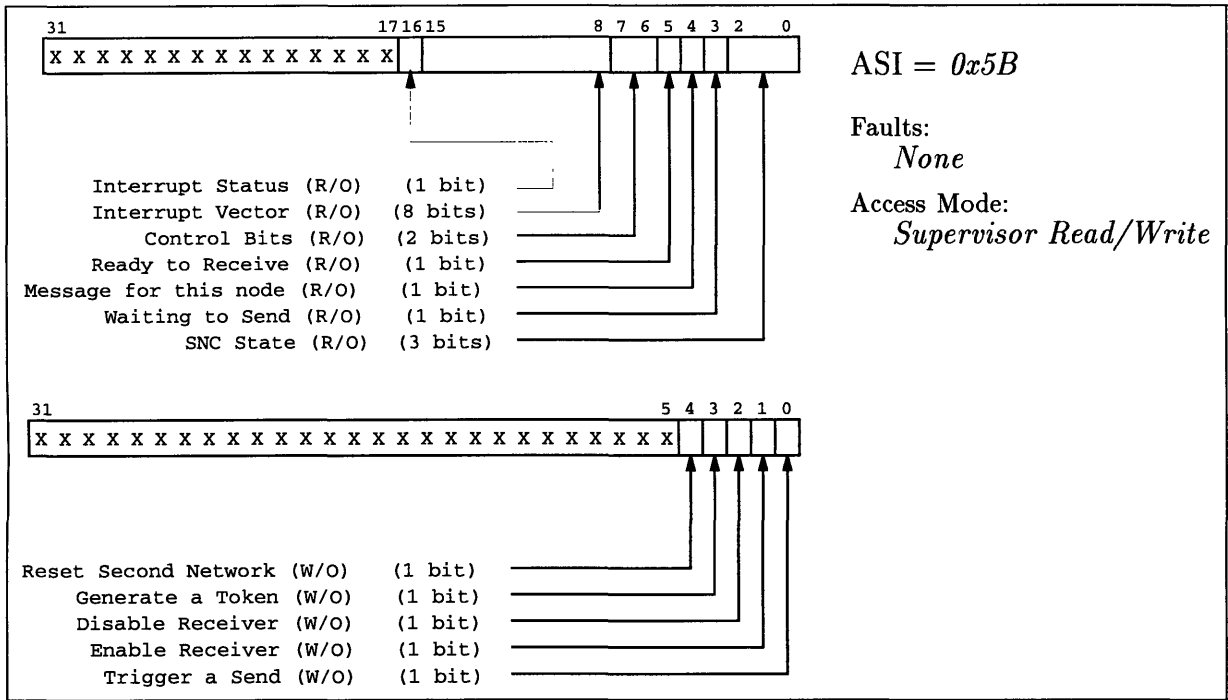 31 17 16 15 8 7 6 5 4 3 2 0
X X X X X X X X X X X X X X X
ASI = 0x5B
Faults:
None
Access Mode:
Supervisor Read/Write
Interrupt Status (R/O) (1 bit)
Interrupt Vector (R/O) (8 bits)
Control Bits (R/O) (2 bits)
Ready to Receive (R/O) (1 bit)
Message for this node (R/O) (1 bit)
Waiting to Send (R/O) (1 bit)
SNC State (R/O) (3 bits)
31 5 4 3 2 1 0
X X X X X X X X X X X X X X X X X X X X X X X X X X X
Reset Second Network (W/O) (1 bit)
Generate a Token (W/O) (1 bit)
Disable Receiver (W/O) (1 bit)
Enable Receiver (W/O) (1 bit)
Trigger a Send (W/O) (1 bit)